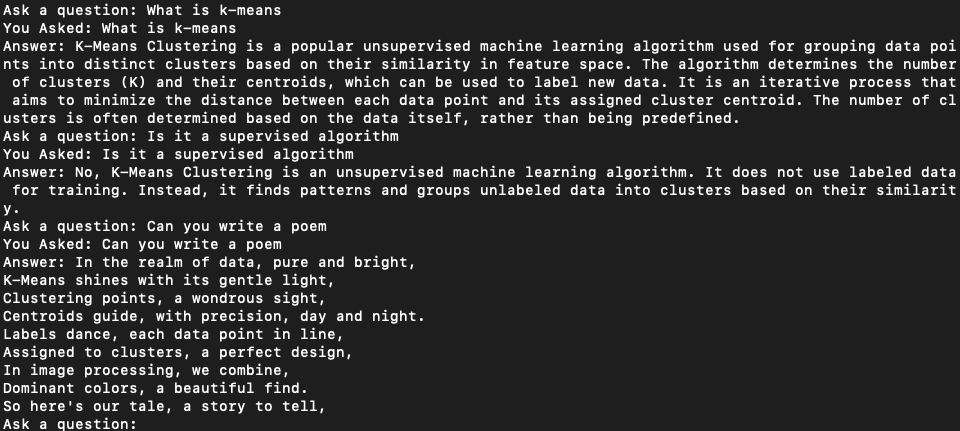 Ask a question: What is k-means
You Asked: What is k-means
Answer: K-Means Clustering is a popular unsupervised machine learning algorithm used for grouping data poi
nts into distinct clusters based on their similarity in feature space. The algorithm determines the number
 of clusters (K) and their centroids, which can be used to label new data. It is an iterative process that
 aims to minimize the distance between each data point and its assigned cluster centroid. The number of cl
usters is often determined based on the data itself, rather than being predefined.
Ask a question: Is it a supervised algorithm
You Asked: Is it a supervised algorithm
Answer: No, K-Means Clustering is an unsupervised machine learning algorithm. It does not use labeled data
 for training. Instead, it finds patterns and groups unlabeled data into clusters based on their similarit
y.
Ask a question: Can you write a poem
You Asked: Can you write a poem
Answer: In the realm of data, pure and bright,
K-Means shines with its gentle light,
Clustering points, a wondrous sight,
Centroids guide, with precision, day and night.
Labels dance, each data point in line,
Assigned to clusters, a perfect design,
In image processing, we combine,
Dominant colors, a beautiful find.
So here's our tale, a story to tell,
Ask a question: